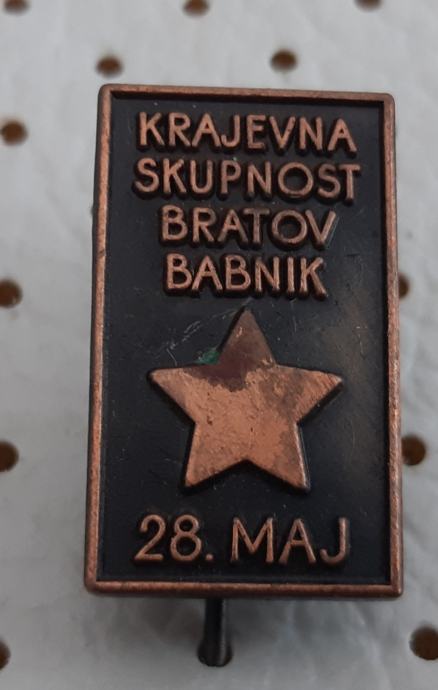 KRAJEVNA
SKUPNOST
BRATOV
BABNIK
28. MAJ